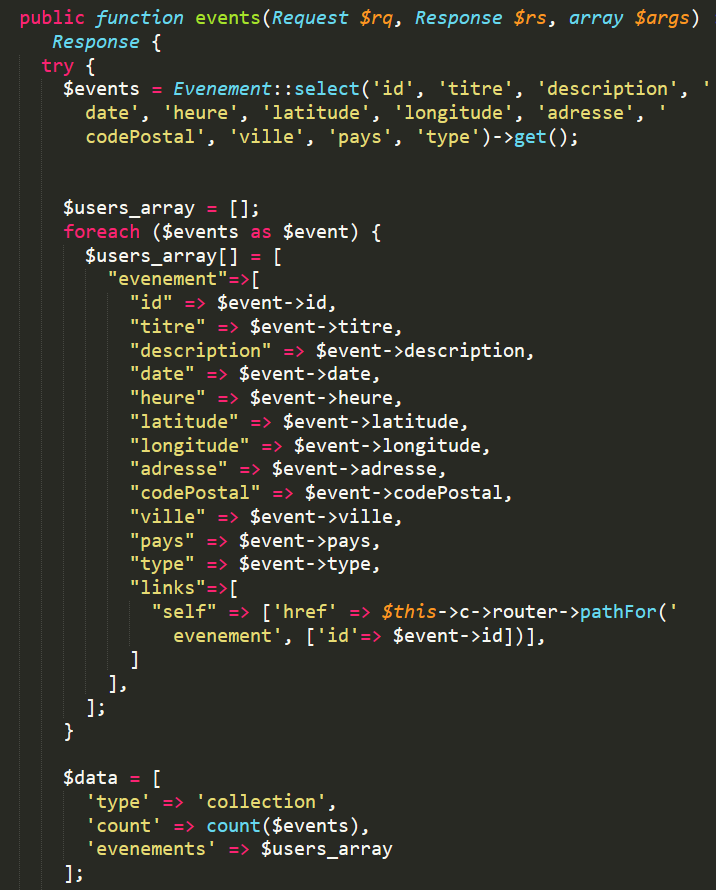 public function events(Request $rq, Response $rs, array $args)
Response {
try {
$events = Evenement::select('id', 'titre', 'description', '
date', 'heure', 'latitude', 'longitude', 'adresse', '
codePostal', 'ville', 'pays', 'type')->get();
$users_array = [];
foreach ($events as $event) {
$users_array[] = [
"evenement"=>[
"id" => $event->id,
"titre" => $event->titre,
"description" => $event->description,
"date" => $event->date,
"heure" => $event->heure,
"latitude" => $event->latitude,
"longitude" => $event->longitude,
"adresse" => $event->adresse,
"codePostal" => $event->codePostal,
"ville" => $event->ville,
"pays" => $event->pays,
"type" => $event->type,
"links"=>[
"self" => ['href' => $this->c->router->pathFor('
evenement', ['id'=> $event->id])],
]
],
];
}
$data = [
'type' => 'collection',
'count' => count($events),
'evenements' => $users_array
];